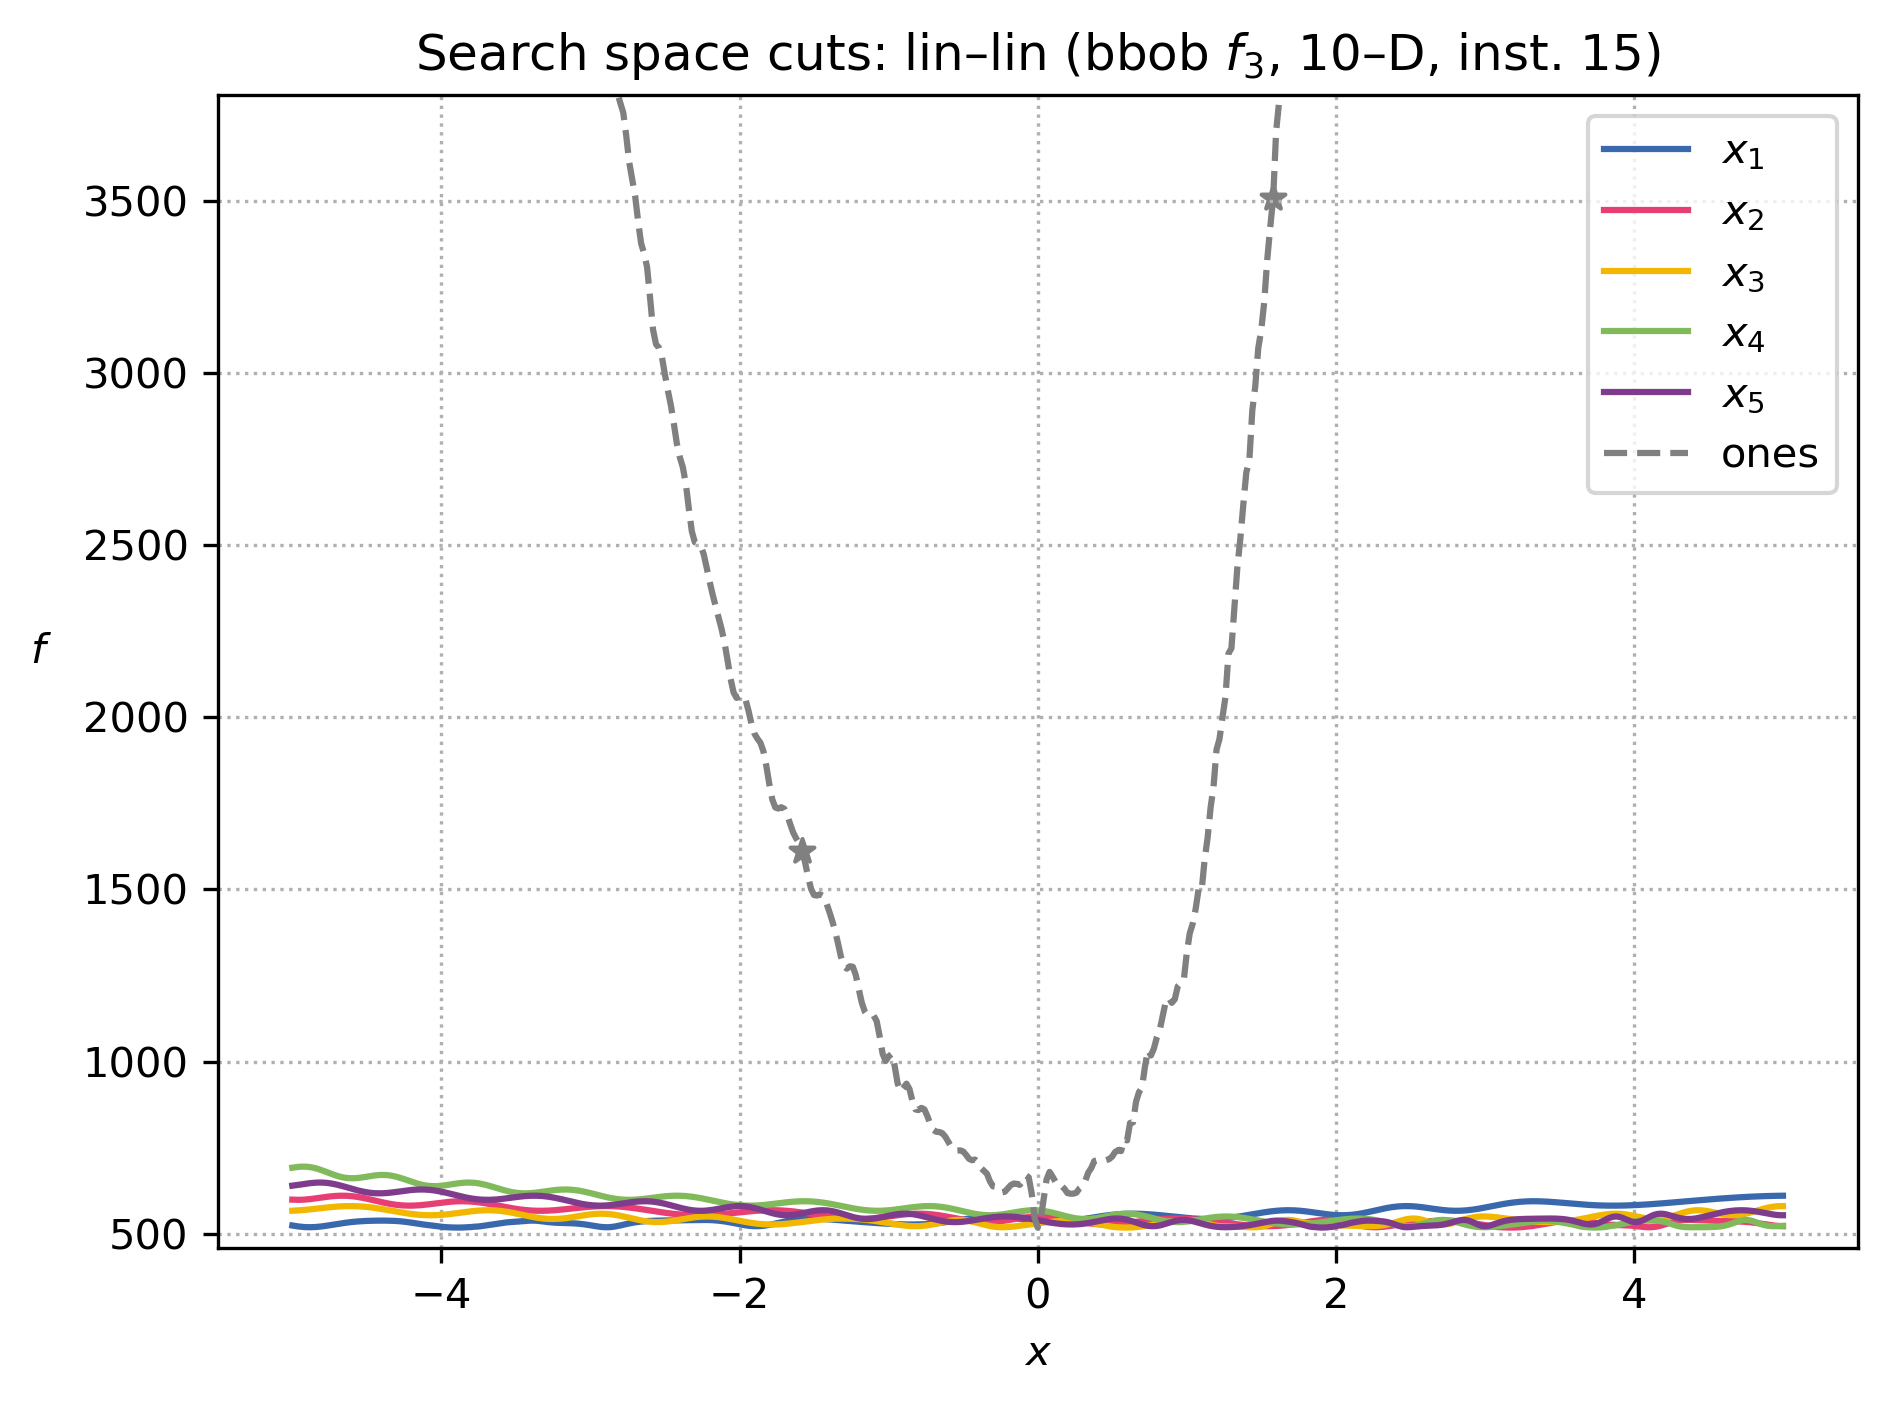 Search space cuts: lin–lin (bbob f₃, 10–D, inst. 15)
x₁
x₂
x₃
x₄
x₅
ones
3500
3000
2500
2000
1500
1000
500
f
−4 −2 0 2 4
x